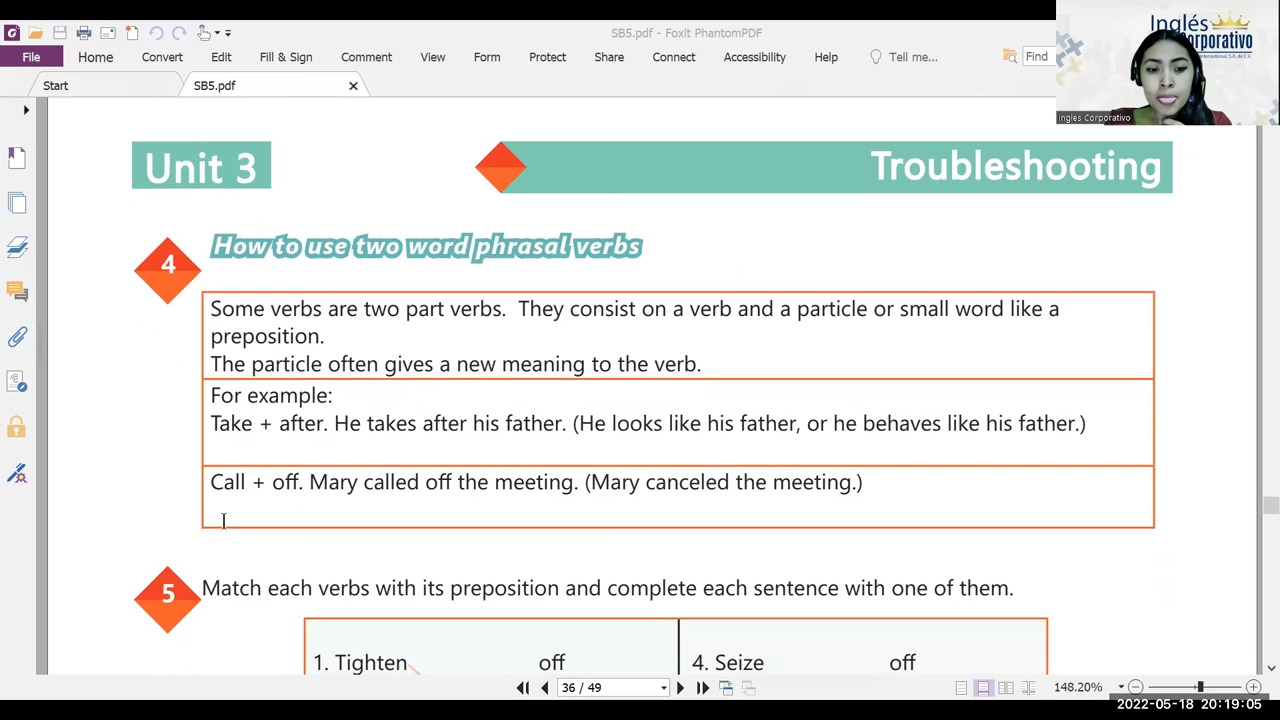 SB5.pdf - Foxit PhantomPDF
File Home Convert Edit Fill & Sign Comment View Form Protect Share Connect Accessibility Help Tell me... Find
Start SB5.pdf
Inglés
Corporativo
Ingles Corporativo
Unit 3 Troubleshooting
4 How to use two word phrasal verbs
Some verbs are two part verbs. They consist on a verb and a particle or small word like a
preposition.
The particle often gives a new meaning to the verb.
For example:
Take + after. He takes after his father. (He looks like his father, or he behaves like his father.)
Call + off. Mary called off the meeting. (Mary canceled the meeting.)
5 Match each verbs with its preposition and complete each sentence with one of them.
1. Tighten off 4. Seize off
36 / 49 148.20%
2022-05-18 20:19:05